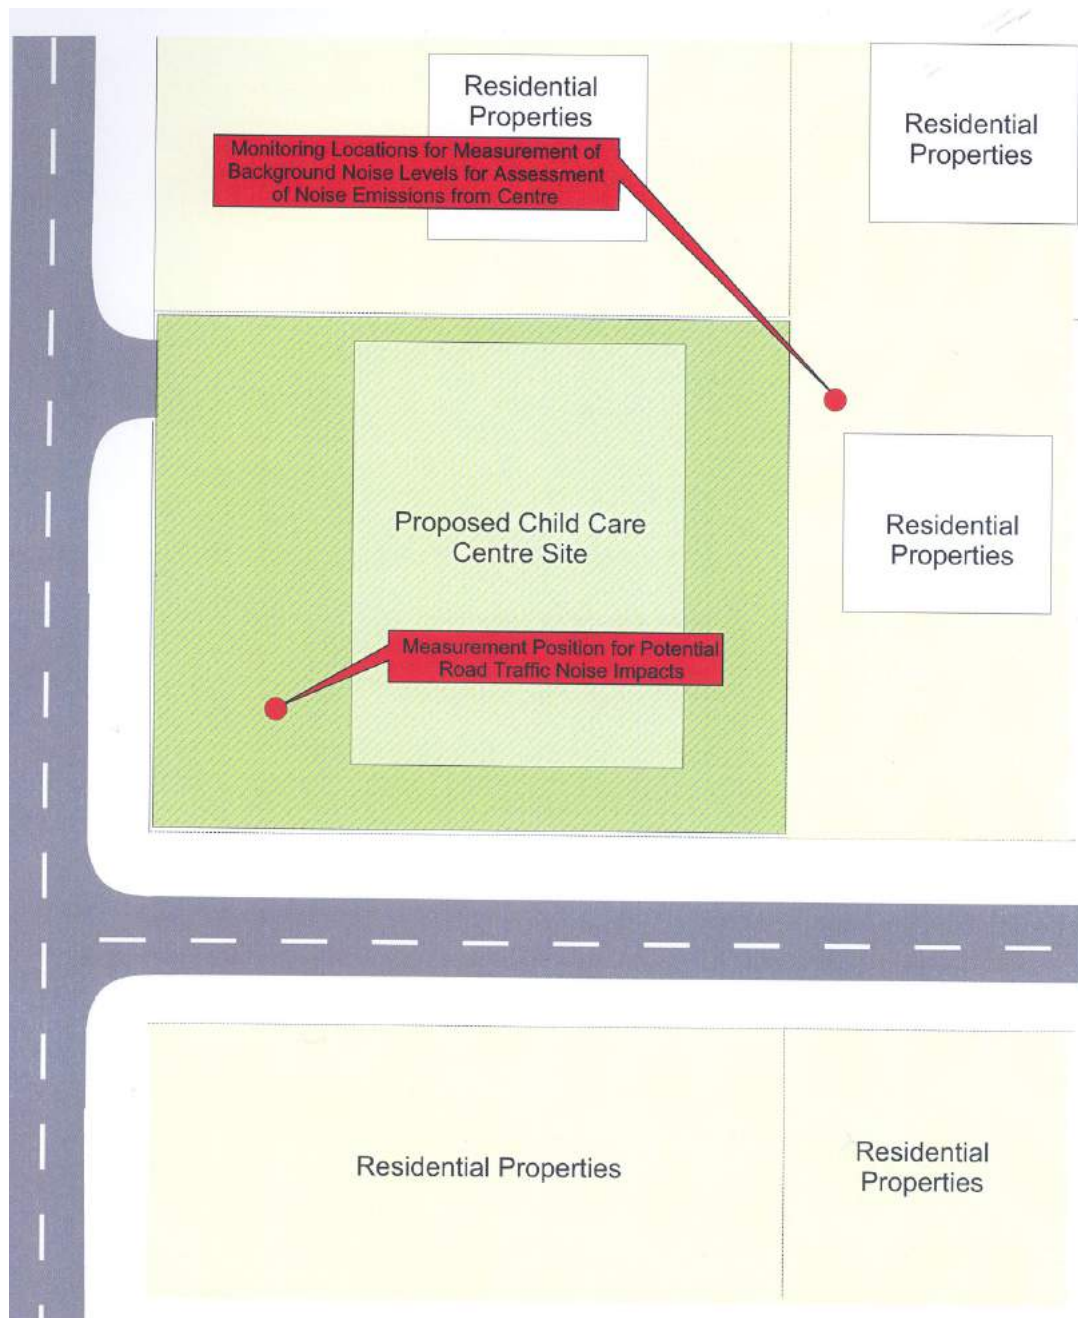 Residential
Properties
Residential
Properties
Monitoring Locations for Measurement of
Background Noise Levels for Assessment
of Noise Emissions from Centre
Proposed Child Care
Centre Site
Residential
Properties
Measurement Position for Potential
Road Traffic Noise Impacts
Residential Properties
Residential
Properties